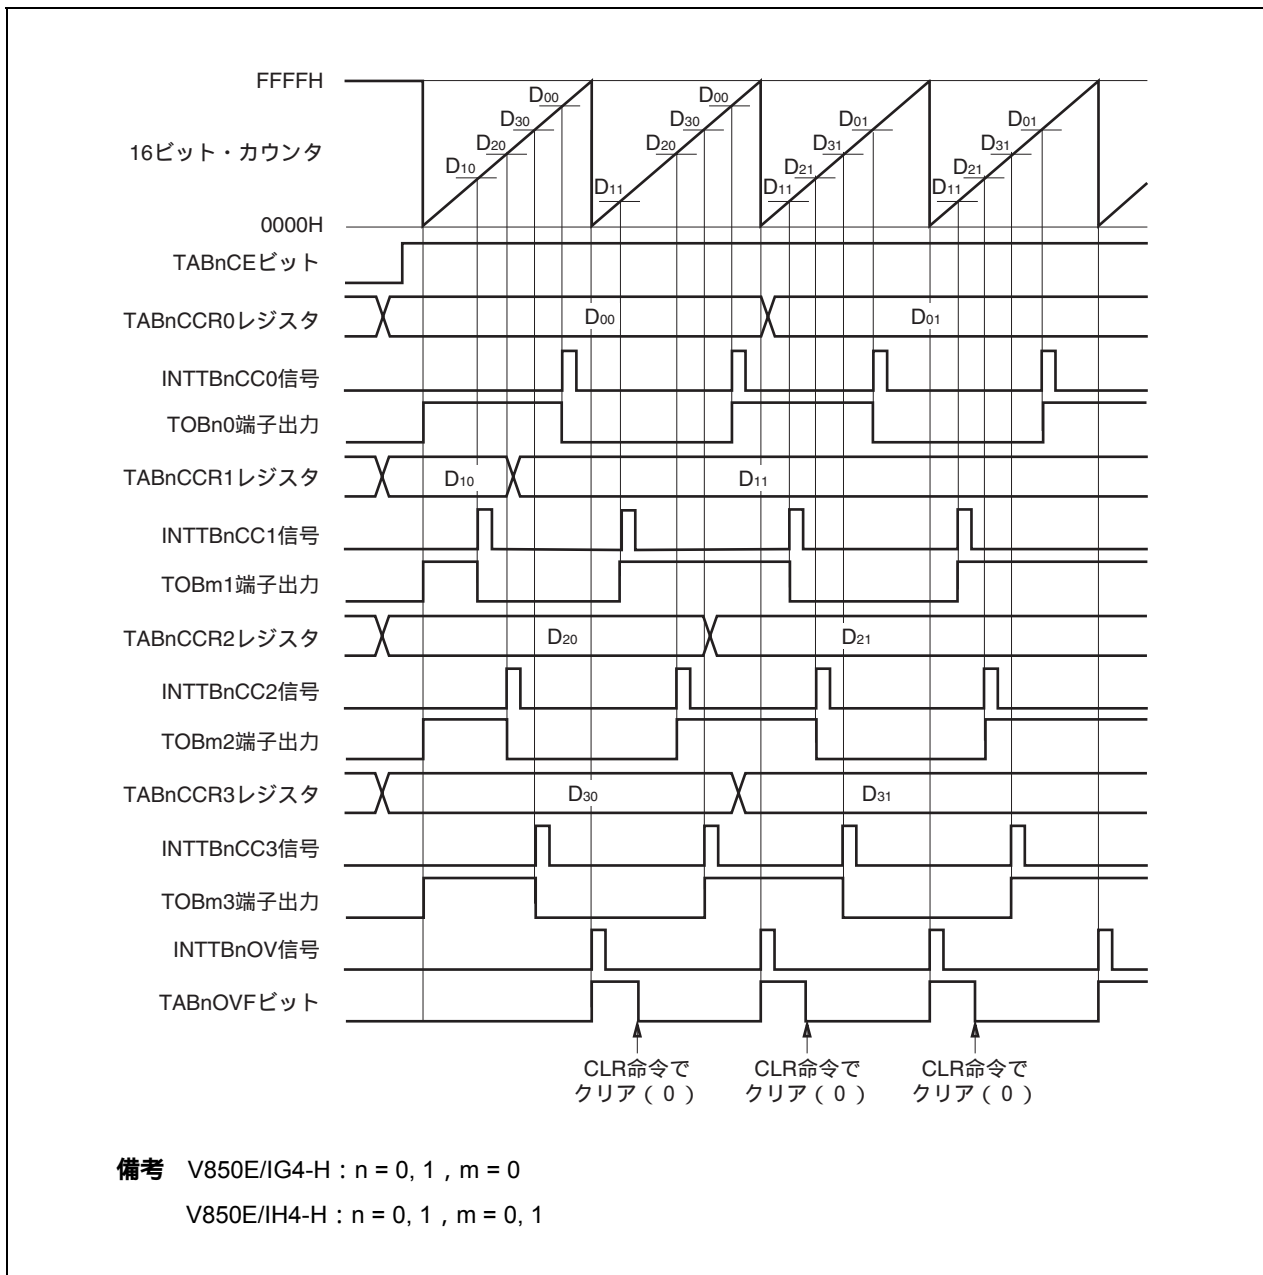 FFFFH
D00 D00
D30 D30 D01 D01
16ビット・カウンタ
D20 D20 D31 D31
D10 D21 D21
D11 D11 D11
0000H
TABnCEビット
TABnCCR0レジスタ D00 D01
INTTBnCC0信号
TOBn0端子出力
TABnCCR1レジスタ D10 D11
INTTBnCC1信号
TOBm1端子出力
TABnCCR2レジスタ D20 D21
INTTBnCC2信号
TOBm2端子出力
TABnCCR3レジスタ D30 D31
INTTBnCC3信号
TOBm3端子出力
INTTBnOV信号
TABnOVFビット
CLR命令で CLR命令で CLR命令で
クリア(0) クリア(0) クリア(0)
備考 V850E/IG4-H:n = 0, 1,m = 0
V850E/IH4-H:n = 0, 1,m = 0, 1